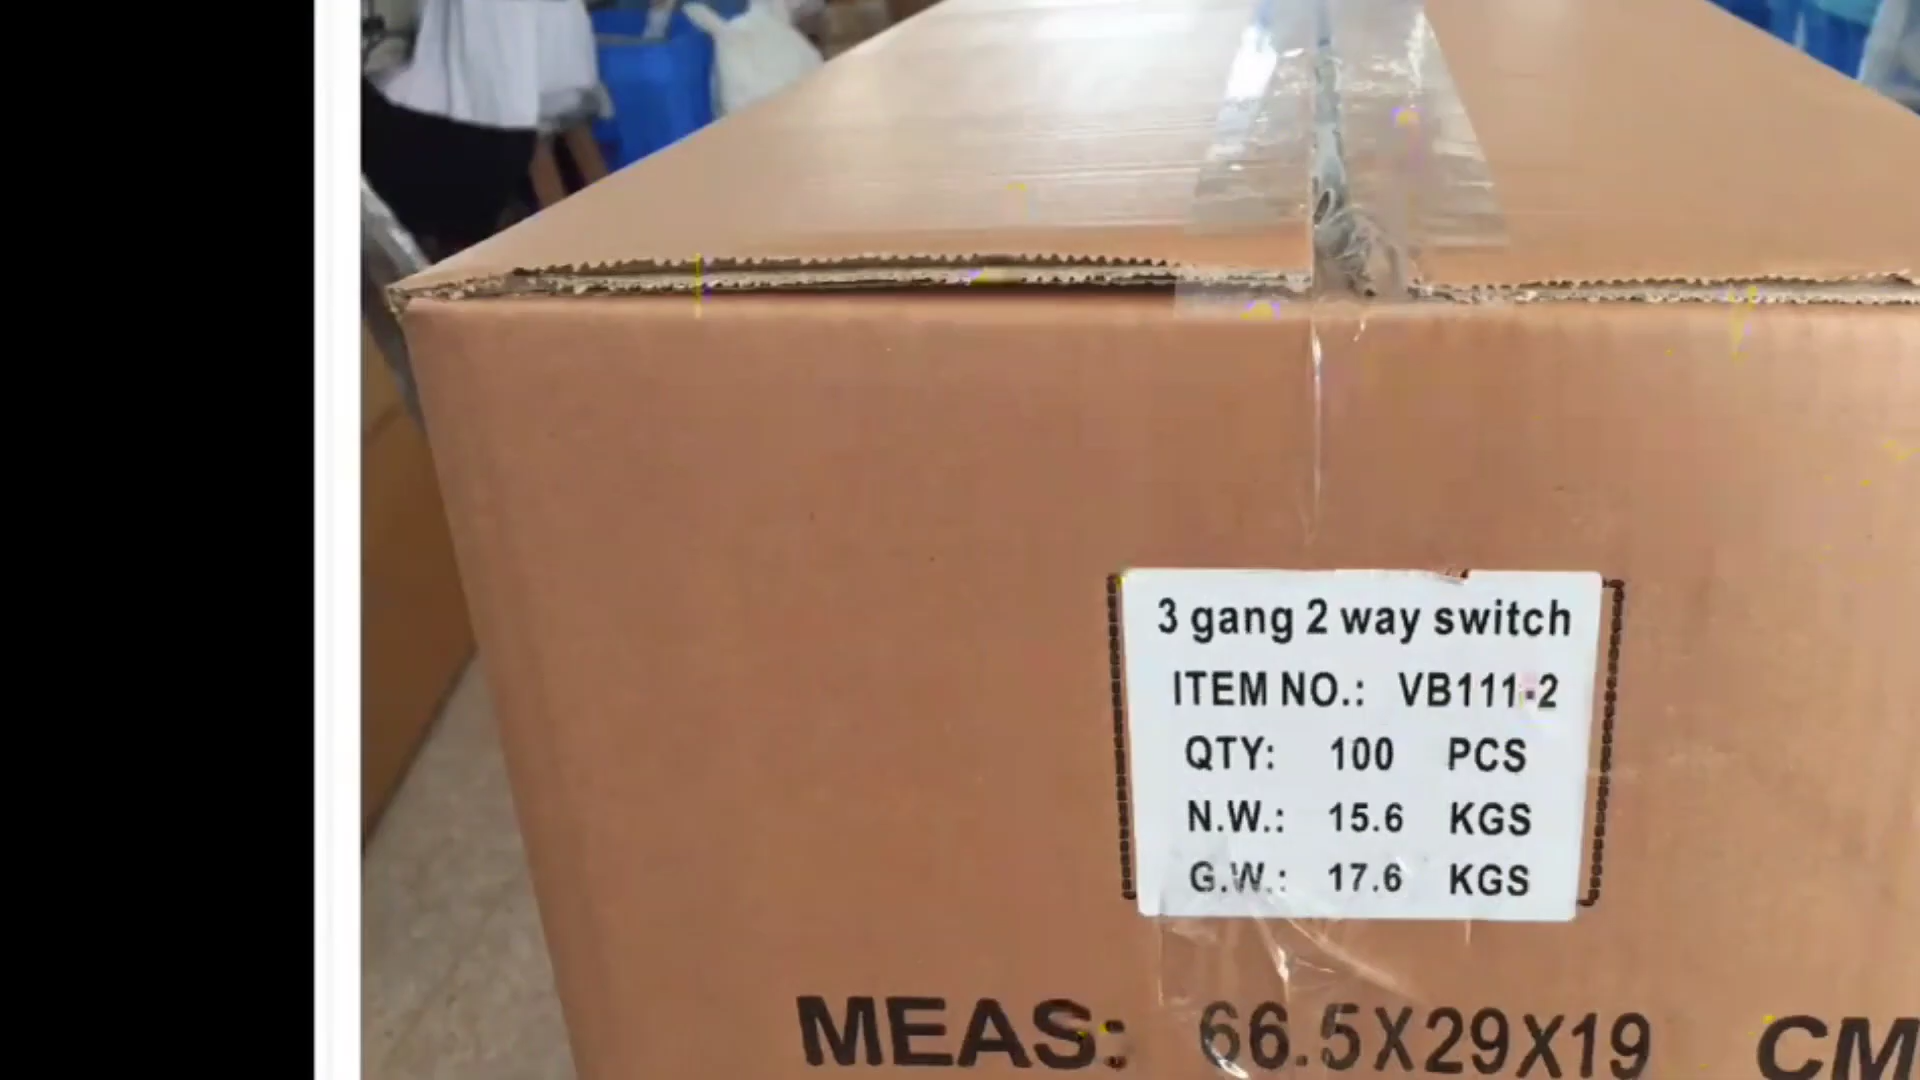 3 gang 2 way switch
ITEM NO.: VB111-2
QTY: 100 PCS
N.W.: 15.6 KGS
G.W.: 17.6 KGS
MEAS: 66.5X29X19 CM